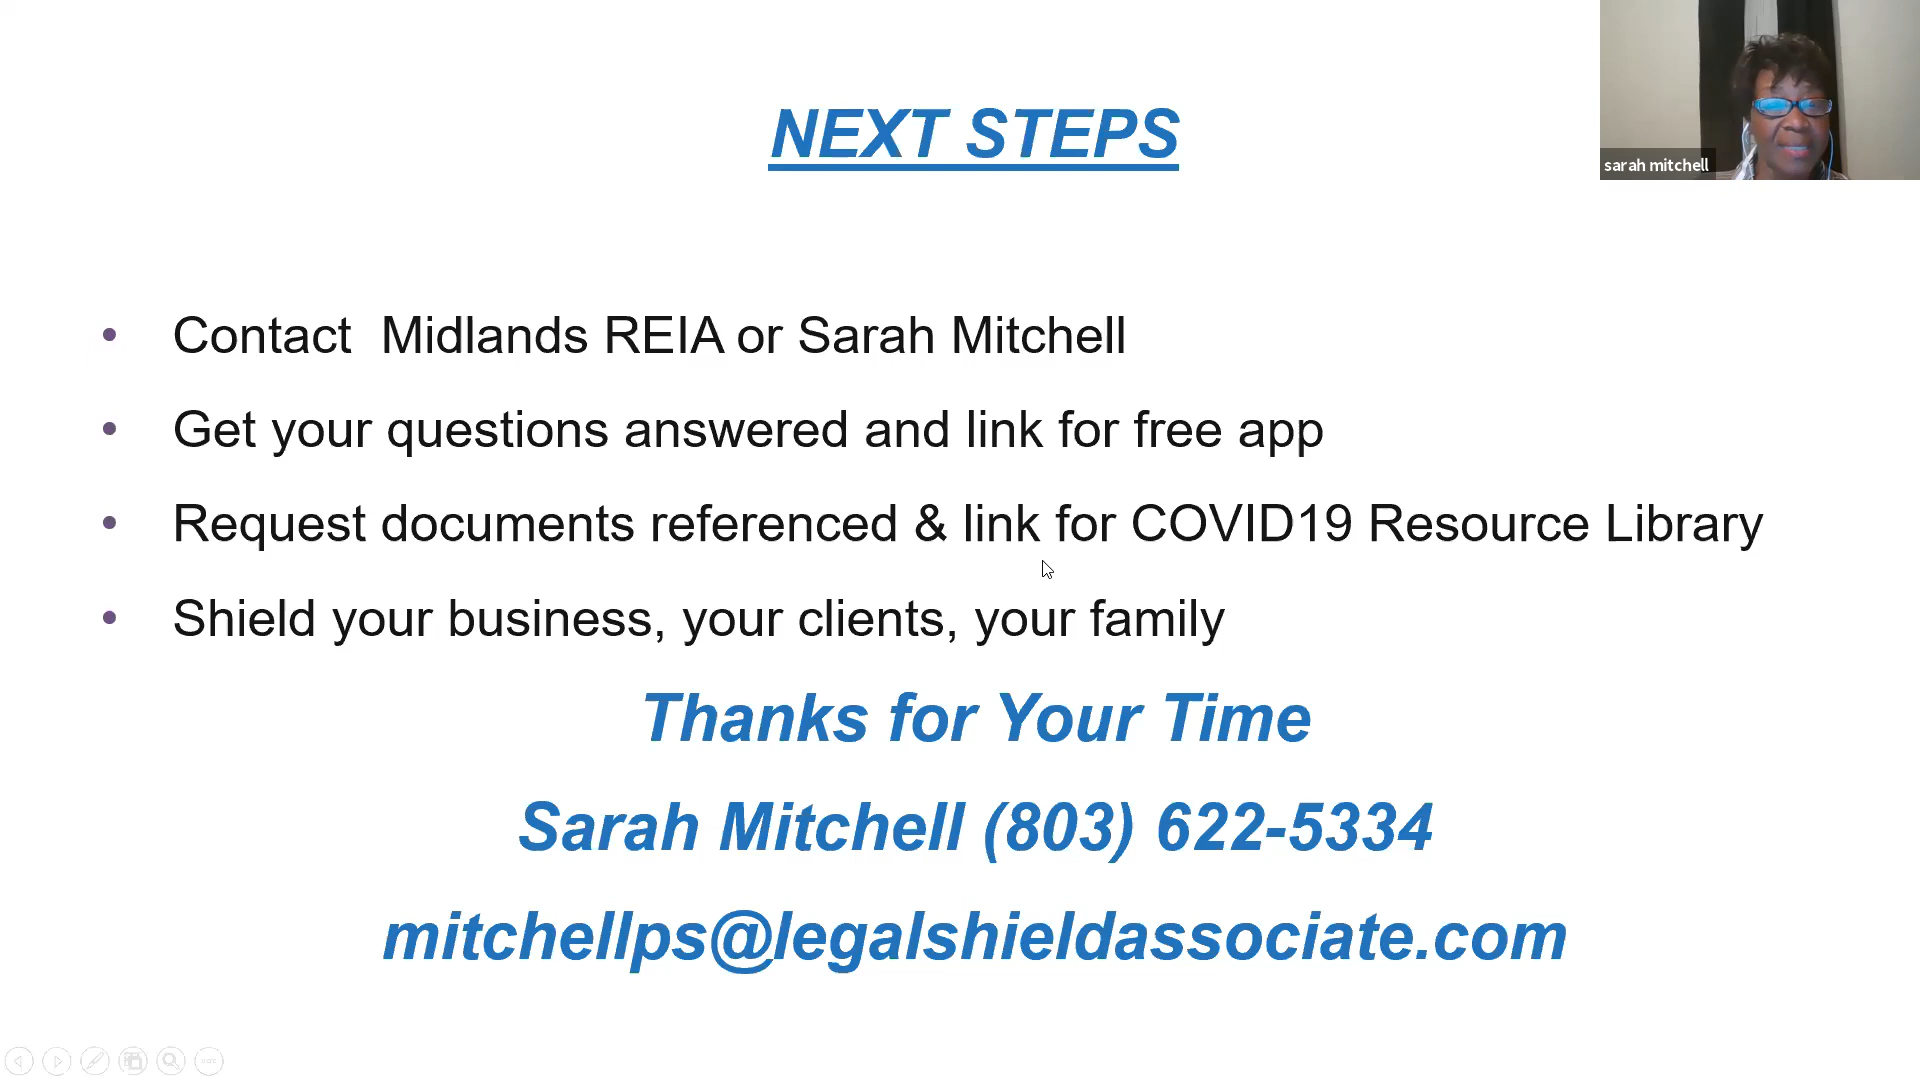 NEXT STEPS
sarah mitchell
• Contact  Midlands REIA or Sarah Mitchell
• Get your questions answered and link for free app
• Request documents referenced & link for COVID19 Resource Library
• Shield your business, your clients, your family
Thanks for Your Time
Sarah Mitchell (803) 622-5334
mitchellps@legalshieldassociate.com